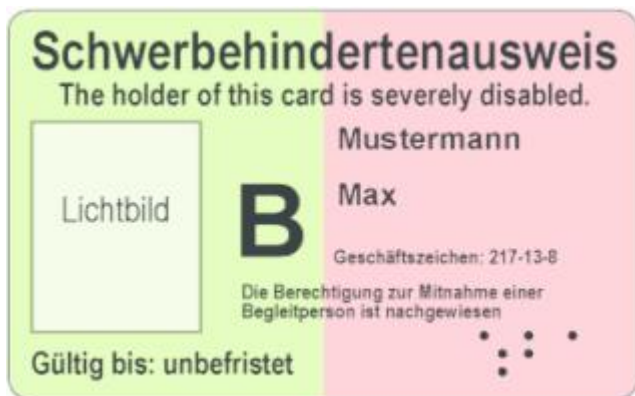 Schwerbehindertenausweis
The holder of this card is severely disabled.
Mustermann
Lichtbild
B
Max
Geschäftszeichen: 217-13-8
Die Berechtigung zur Mitnahme einer
Begleitperson ist nachgewiesen
Gültig bis: unbefristet